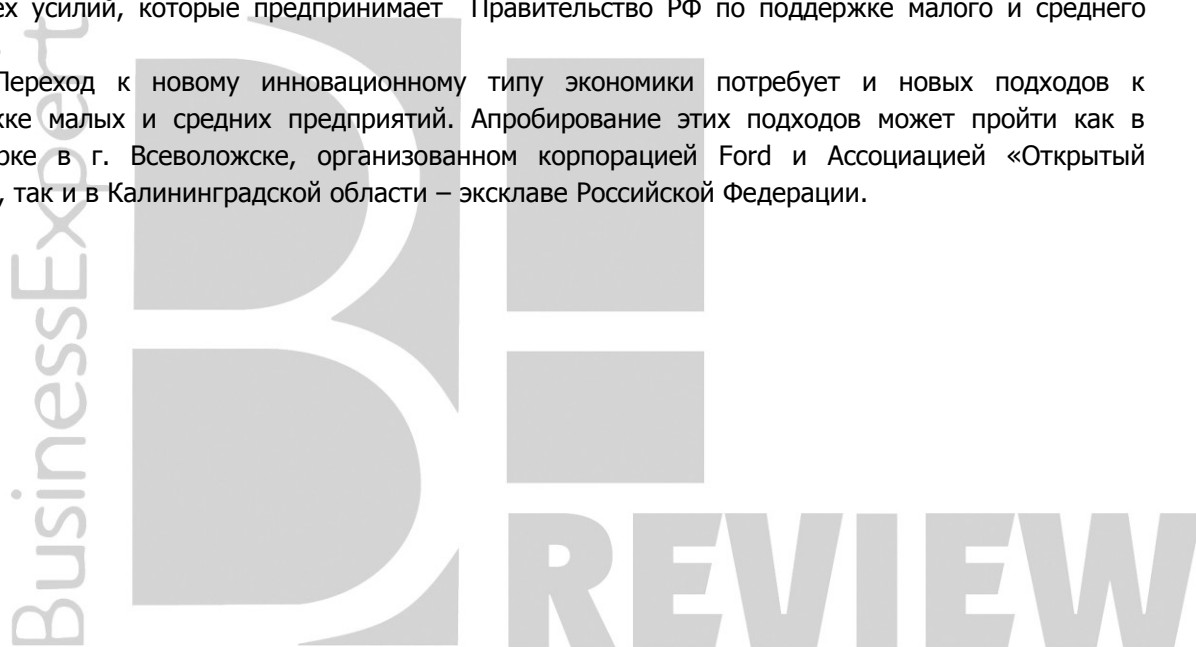 ех усилий, которые предпринимает Правительство РФ по поддержке малого и среднего
Переход к новому инновационному типу экономики потребует и новых подходов к
ке малых и средних предприятий. Апробирование этих подходов может пройти как в
рке в г. Всеволожске, организованном корпорацией Ford и Ассоциацией «Открытый
, так и в Калининградской области – эксклаве Российской Федерации.
BusinessExpert
REVIEW